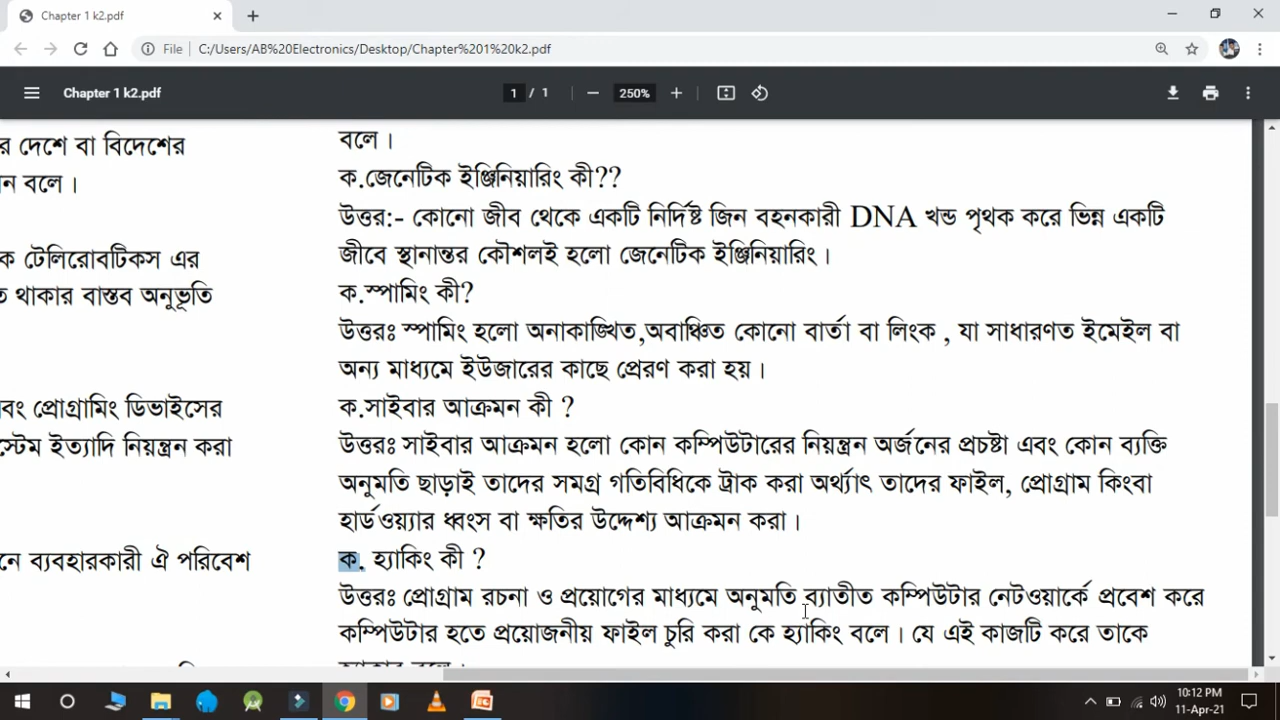 Chapter 1 k2.pdf
File C:/Users/AB%20Electronics/Desktop/Chapter%201%20k2.pdf
Chapter 1 k2.pdf 1 / 1 250%
র দেশে বা বিদেশের
ন বলে।
ক টেলিরোবটিকস এর
ত থাকার বাস্তব অনুভূতি
বং প্রোগ্রামিং ডিভাইসের
স্টেম ইত্যাদি নিয়ন্ত্রন করা
নে ব্যবহারকারী ঐ পরিবেশ
বলে।
ক.জেনেটিক ইঞ্জিনিয়ারিং কী??
উত্তর:- কোনো জীব থেকে একটি নির্দিষ্ট জিন বহনকারী DNA খন্ড পৃথক করে ভিন্ন একটি
জীবে স্থানান্তর কৌশলই হলো জেনেটিক ইঞ্জিনিয়ারিং।
ক.স্পামিং কী?
উত্তরঃ স্পামিং হলো অনাকাঙ্খিত,অবাঞ্চিত কোনো বার্তা বা লিংক , যা সাধারণত ইমেইল বা
অন্য মাধ্যমে ইউজারের কাছে প্রেরণ করা হয়।
ক.সাইবার আক্রমন কী ?
উত্তরঃ সাইবার আক্রমন হলো কোন কম্পিউটারের নিয়ন্ত্রন অর্জনের প্রচষ্টা এবং কোন ব্যক্তি
অনুমতি ছাড়াই তাদের সমগ্র গতিবিধিকে ট্রাক করা অর্থ্যাৎ তাদের ফাইল, প্রোগ্রাম কিংবা
হার্ডওয়্যার ধ্বংস বা ক্ষতির উদ্দেশ্য আক্রমন করা।
ক. হ্যাকিং কী ?
উত্তরঃ প্রোগ্রাম রচনা ও প্রয়োগের মাধ্যমে অনুমতি ব্যাতীত কম্পিউটার নেটওয়ার্কে প্রবেশ করে
কম্পিউটার হতে প্রয়োজনীয় ফাইল চুরি করা কে হ্যাকিং বলে। যে এই কাজটি করে তাকে
10:12 PM
11-Apr-21